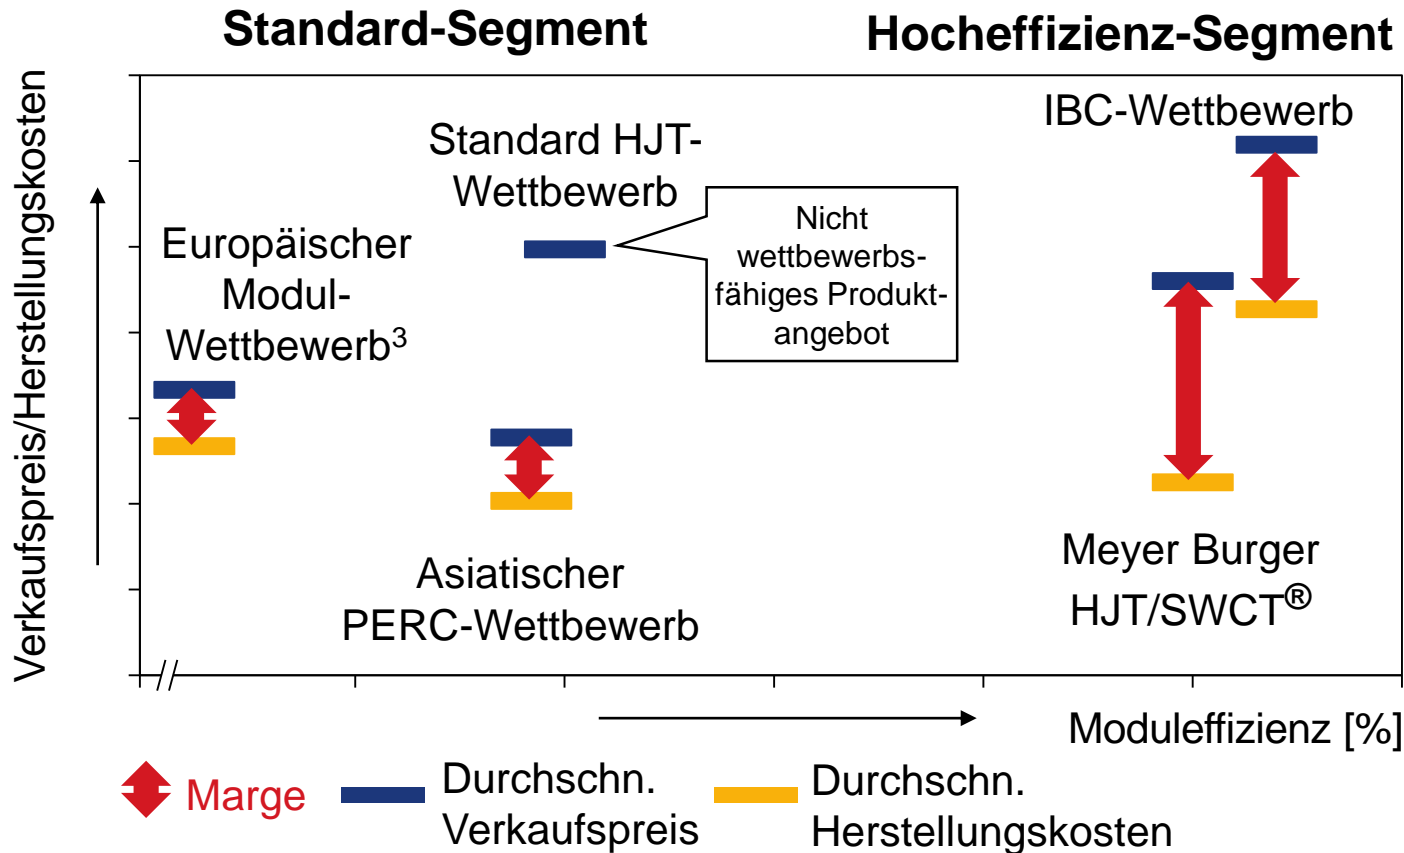 Standard-Segment
Hocheffizienz-Segment
Verkaufspreis/Herstellungskosten
IBC-Wettbewerb
Standard HJT-
Wettbewerb
Nicht
wettbewerbs-
fähiges Produkt-
angebot
Europäischer
Modul-
Wettbewerb³
Asiatischer
PERC-Wettbewerb
Meyer Burger
HJT/SWCT®
Moduleffizienz [%]
Marge
Durchschn.
Verkaufspreis
Durchschn.
Herstellungskosten